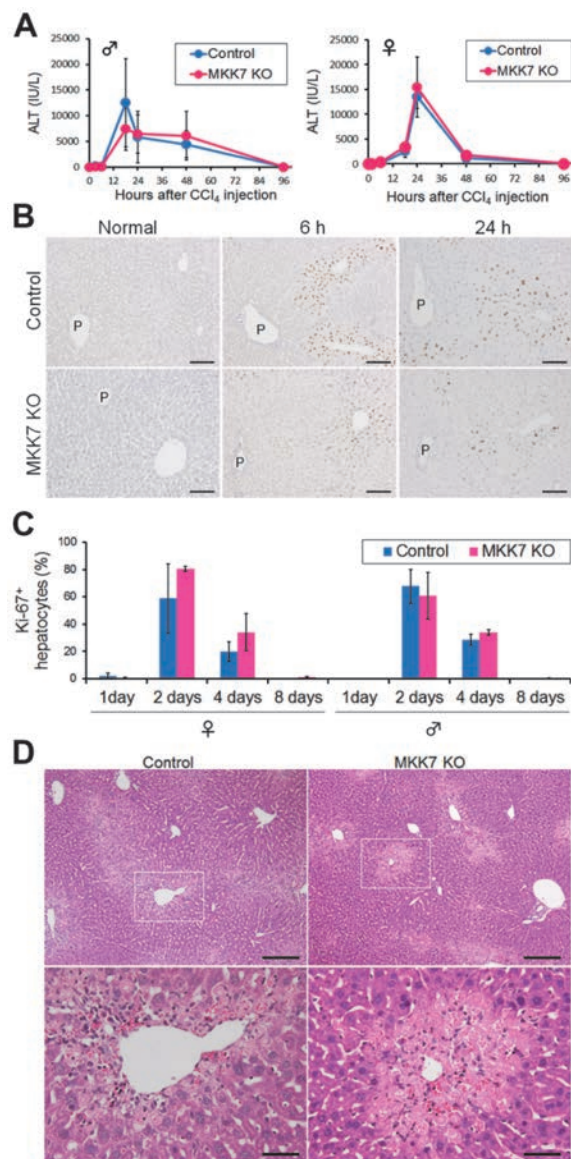 A
♂
Control
MKK7 KO
ALT (IU/L)
25000
20000
15000
10000
5000
0
0 12 24 36 48 60 72 84 96
Hours after CCl₄ injection
♀
Control
MKK7 KO
ALT (IU/L)
25000
20000
15000
10000
5000
0
0 12 24 36 48 60 72 84 96
Hours after CCl₄ injection
B
Normal 6 h 24 h
Control
P P P
MKK7 KO
P P P
C
Control MKK7 KO
Ki-67⁺
hepatocytes (%)
100
80
60
40
20
0
1day 2 days 4 days 8 days 1day 2 days 4 days 8 days
♀ ♂
D
Control MKK7 KO